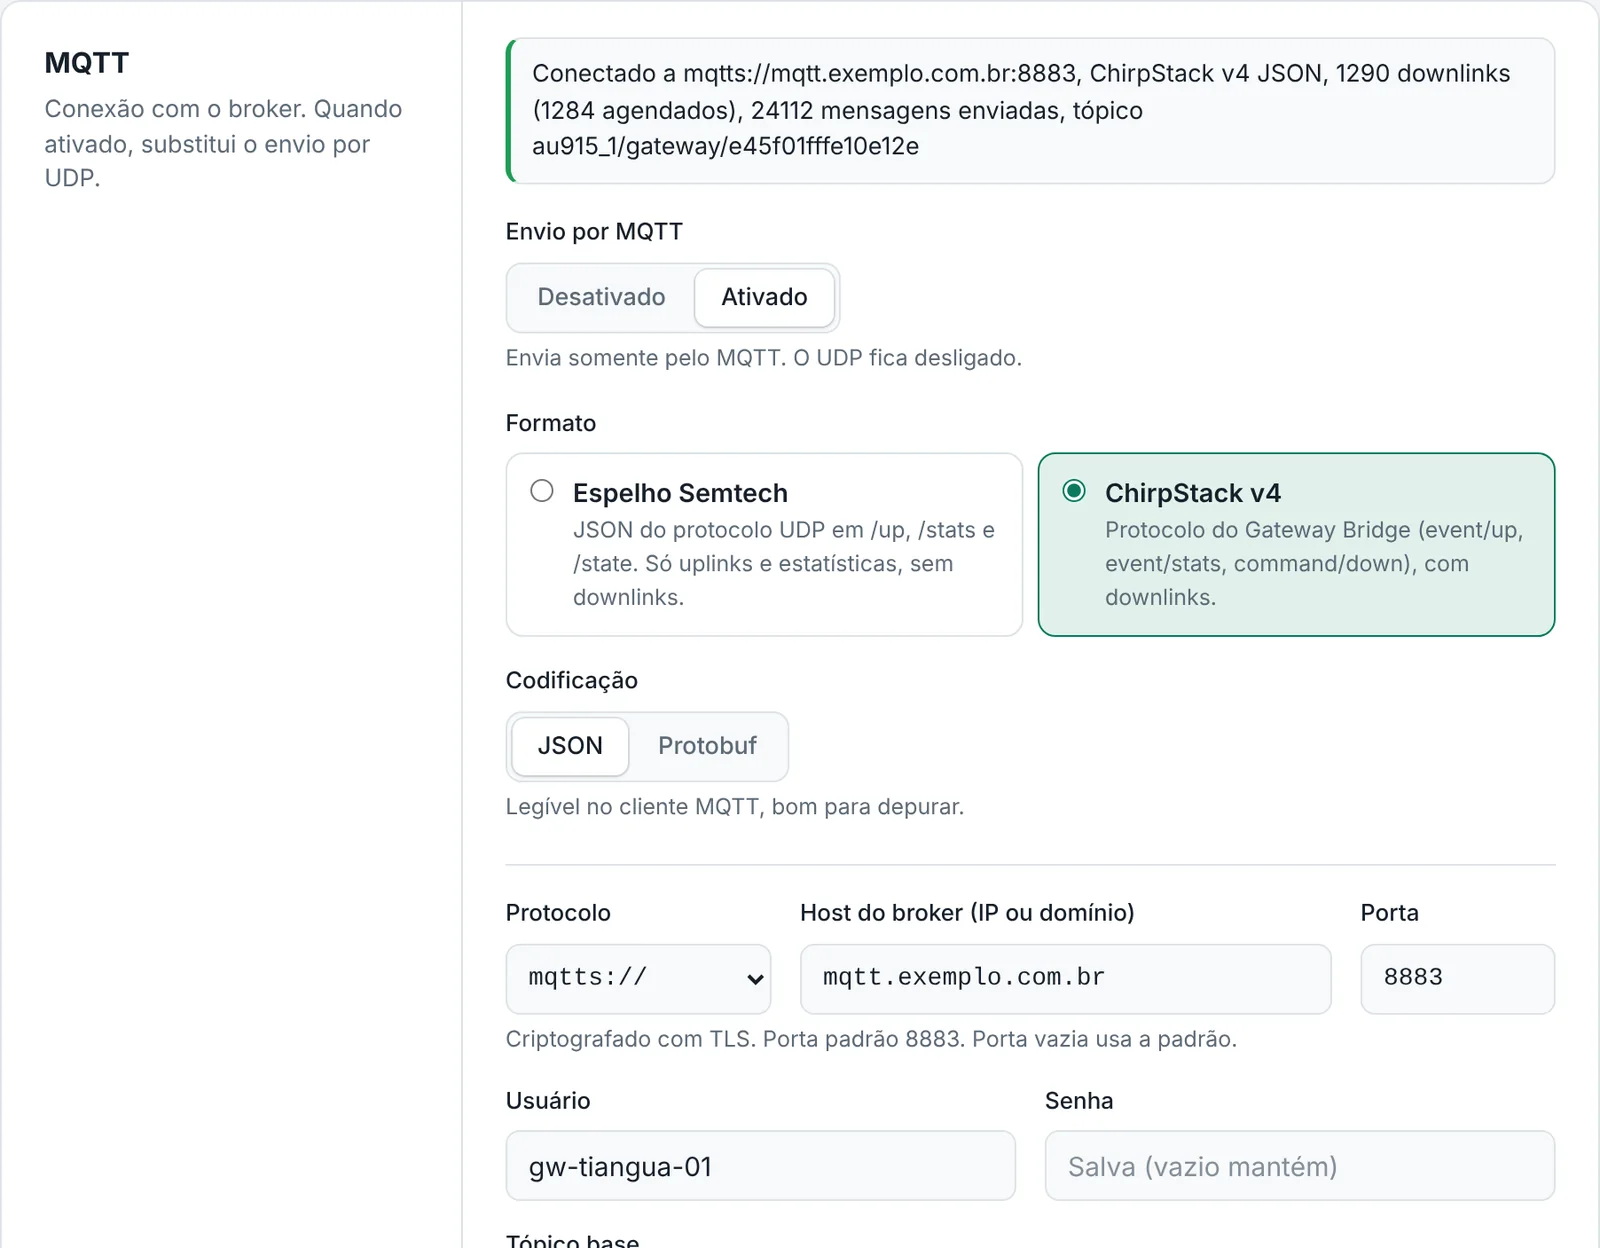 MQTT
Conexão com o broker. Quando
ativado, substitui o envio por
UDP.
Conectado a mqtts://mqtt.exemplo.com.br:8883, ChirpStack v4 JSON, 1290 downlinks
(1284 agendados), 24112 mensagens enviadas, tópico
au915_1/gateway/e45f01fffe10e12e
Envio por MQTT
Desativado Ativado
Envia somente pelo MQTT. O UDP fica desligado.
Formato
Espelho Semtech
JSON do protocolo UDP em /up, /stats e
/state. Só uplinks e estatísticas, sem
downlinks.
ChirpStack v4
Protocolo do Gateway Bridge (event/up,
event/stats, command/down), com
downlinks.
Codificação
JSON Protobuf
Legível no cliente MQTT, bom para depurar.
Protocolo Host do broker (IP ou domínio) Porta
mqtts:// mqtt.exemplo.com.br 8883
Criptografado com TLS. Porta padrão 8883. Porta vazia usa a padrão.
Usuário Senha
gw-tiangua-01 Salva (vazio mantém)
Tópico base